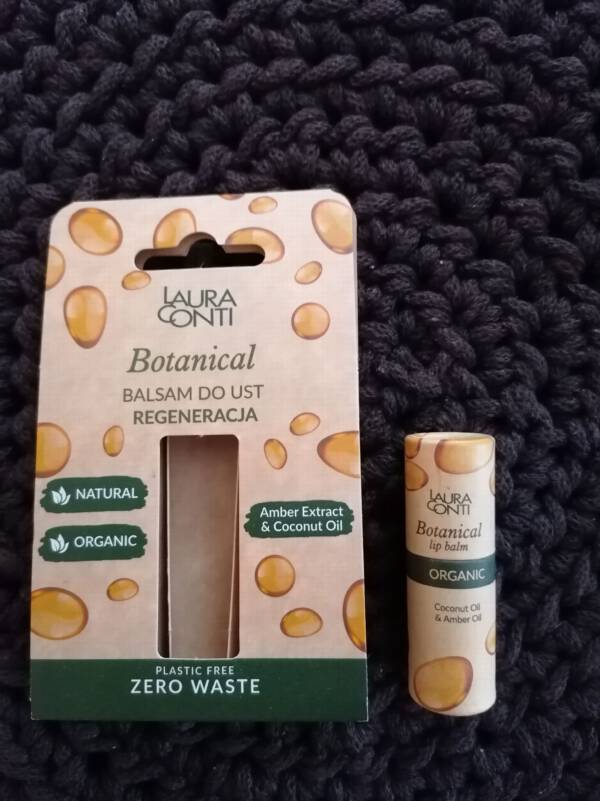 LAURA
CONTI
Botanical
BALSAM DO UST
REGENERACJA
NATURAL
ORGANIC
Amber Extract
& Coconut Oil
PLASTIC FREE
ZERO WASTE
LAURA
CONTI
Botanical
lip balm
ORGANIC
Coconut Oil
& Amber Oil